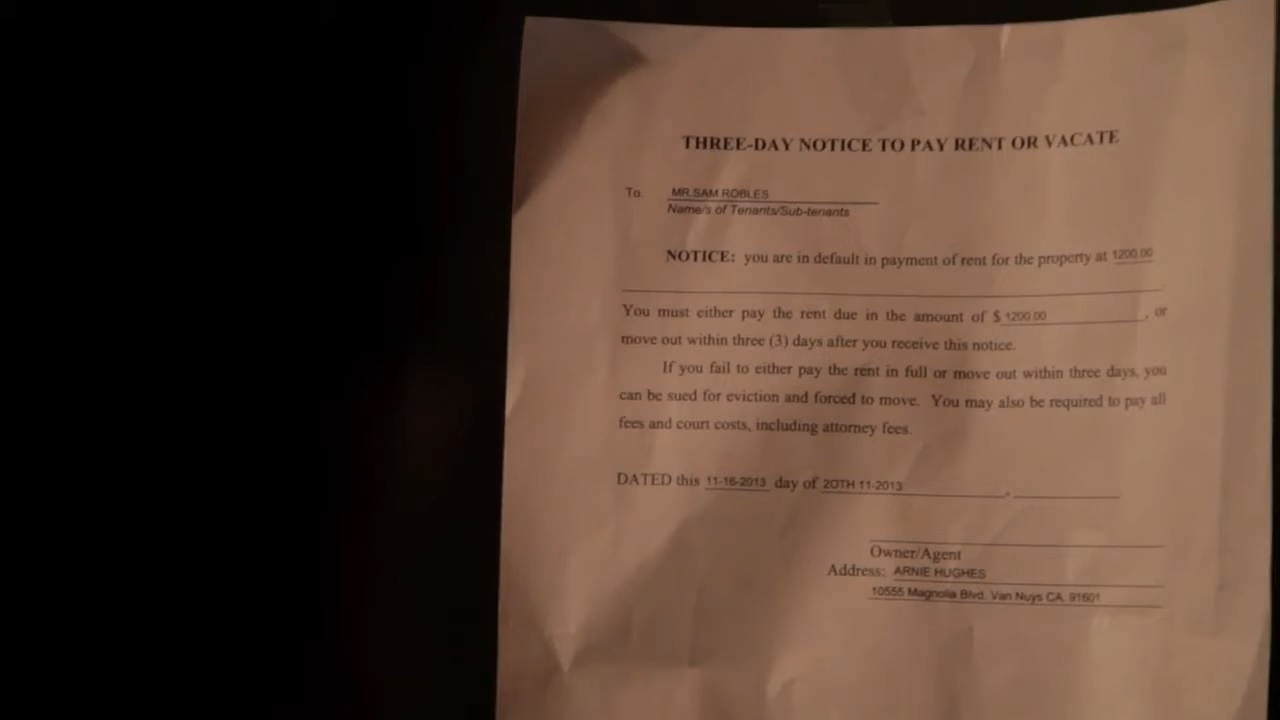 THREE-DAY NOTICE TO PAY RENT OR VACATE
To: MR.SAM ROBLES
Name/s of Tenants/Sub-tenants
NOTICE: you are in default in payment of rent for the property at 1200.00
You must either pay the rent due in the amount of $ 1200.00, or
move out within three (3) days after you receive this notice.
If you fail to either pay the rent in full or move out within three days, you
can be sued for eviction and forced to move. You may also be required to pay all
fees and court costs, including attorney fees.
DATED this 11-16-2013 day of 20TH 11-2013,
Owner/Agent
Address: ARNIE HUGHES
10555 Magnolia Blvd. Van Nuys CA. 91601